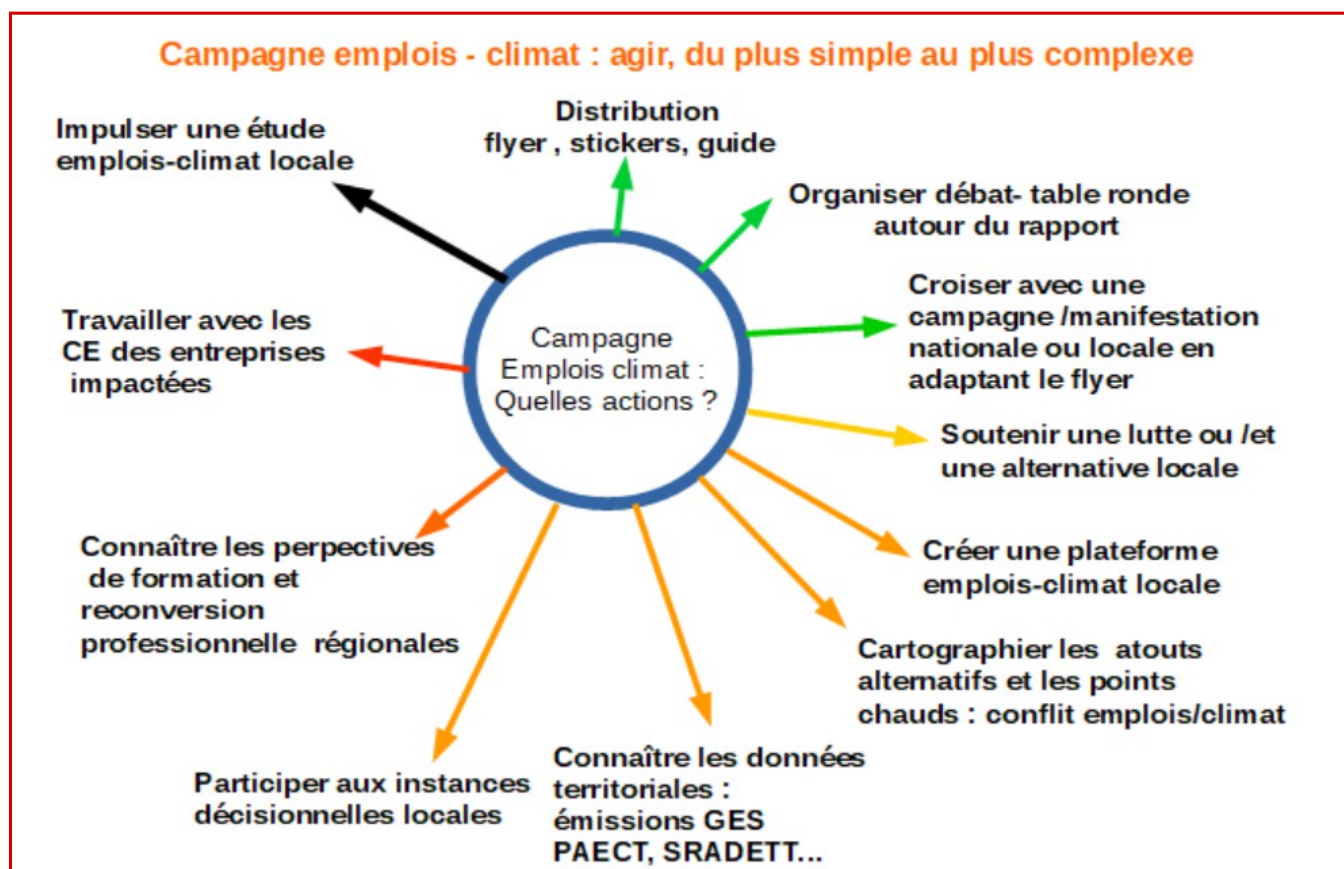 Campagne emplois - climat : agir, du plus simple au plus complexe
Distribution
flyer , stickers, guide
Organiser débat- table ronde
autour du rapport
Croiser avec une
campagne /manifestation
nationale ou locale en
adaptant le flyer
Soutenir une lutte ou /et
une alternative locale
Créer une plateforme
emplois-climat locale
Cartographier les atouts
alternatifs et les points
chauds : conflit emplois/climat
Connaître les données
territoriales :
émissions GES
PAECT, SRADETT...
Participer aux instances
décisionnelles locales
Connaître les perpectives
de formation et
reconversion
professionnelle régionales
Travailler avec les
CE des entreprises
impactées
Impulser une étude
emplois-climat locale
Campagne
Emplois climat :
Quelles actions ?